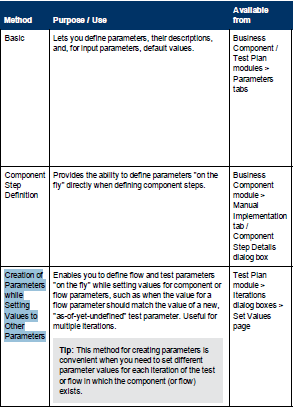 Method
Purpose / Use
Available
from
Basic
Lets you define parameters, their descriptions,
and, for input parameters, default values.
Business
Component /
Test Plan
modules >
Parameters
tabs
Component
Step
Definition
Provides the ability to define parameters "on the
fly" directly when defining component steps.
Business
Component
module >
Manual
Implementation
tab /
Component
Step Details
dialog box
Creation of
Parameters
while
Setting
Values to
Other
Parameters
Enables you to define flow and test parameters
"on the fly" while setting values for component or
flow parameters, such as when the value for a
flow parameter should match the value of a new,
"as-of-yet-undefined" test parameter. Useful for
multiple iterations.
Tip: This method for creating parameters is
convenient when you need to set different
parameter values for each iteration of the test
or flow in which the component (or flow)
exists.
Test Plan
module >
Iterations
dialog boxes >
Set Values
page